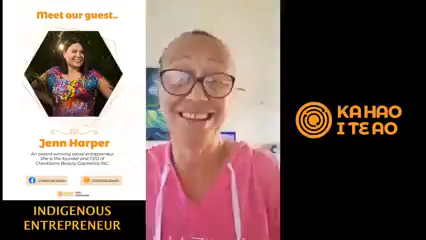 Meet our guest..
Jenn Harper
An award-winning social entrepreneur
She is the founder and CEO of
Cheekbone Beauty Cosmetics INC.
INDIGENOUS
ENTREPRENEUR
KA HAO
I TE AO